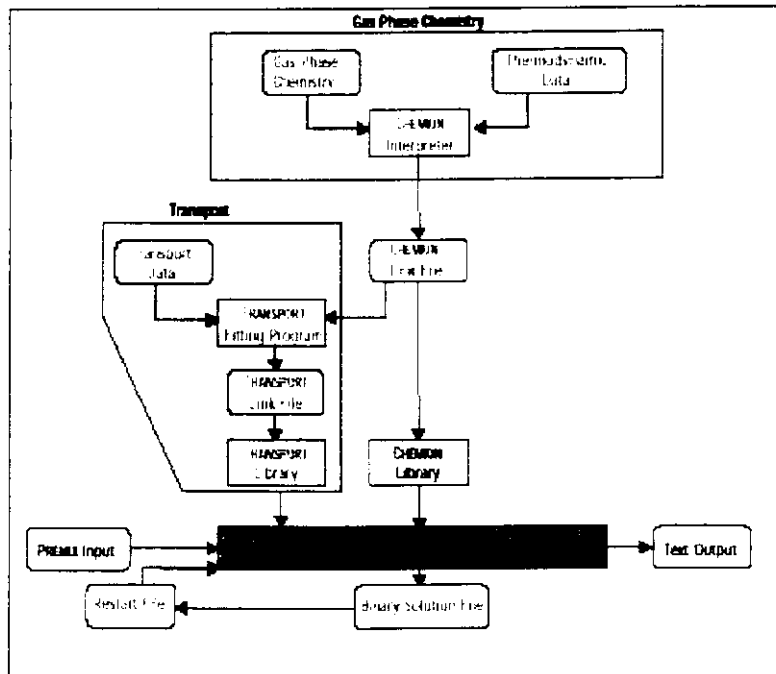 Gas Phase Chemistry
Gas Phase
Chemistry
Thermodynamic
Data
CHEMKIN
Interpreter
Transport
Transport
Data
CHEMKIN
Link File
TRANSPORT
Fitting Program
TRANSPORT
Link File
TRANSPORT
Library
CHEMKIN
Library
PREMIX Input
Text Output
Restart File
Binary Solution File